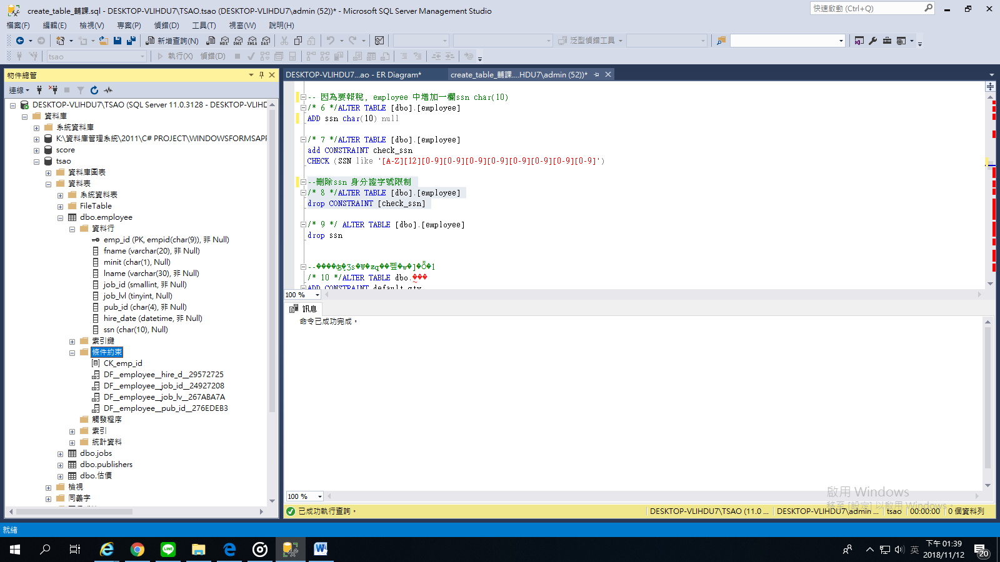 create_table_輔課.sql - DESKTOP-VLIHDU7\TSAO.tsao (DESKTOP-VLIHDU7\admin (52))* - Microsoft SQL Server Management Studio
快速啟動 (Ctrl+Q)
檔案(F) 編輯(E) 檢視(V) 專案(P) 偵錯(D) 工具(T) 視窗(W) 說明(H)
新增查詢(N) 泛型偵錯工具
tsao 執行(X) 偵錯(D)
物件總管
連線
DESKTOP-VLIHDU7\TSAO (SQL Server 11.0.3128 - DESKTOP-VLIHD
資料庫
系統資料庫
K:\資料庫管理系統\2011\C# PROJECT\WINDOWSFORMSAPP
score
tsao
資料庫圖表
資料表
系統資料表
FileTable
dbo.employee
資料行
emp_id (PK, empid(char(9)), 非 Null)
fname (varchar(20), 非 Null)
minit (char(1), Null)
lname (varchar(30), 非 Null)
job_id (smallint, 非 Null)
job_lvl (tinyint, Null)
pub_id (char(4), 非 Null)
hire_date (datetime, 非 Null)
ssn (char(10), Null)
索引鍵
條件約束
CK_emp_id
DF__employee__hire_d__29572725
DF__employee__job_id__24927208
DF__employee__job_lv__267ABA7A
DF__employee__pub_id__276EDEB3
觸發程序
索引
統計資料
dbo.jobs
dbo.publishers
dbo.估價
檢視
同義字
DESKTOP-VLIHDU7...ao - ER Diagram* create_table_輔課....HDU7\admin (52))*
-- 因為要報稅, employee 中增加一欄ssn char(10)
/* 6 */ALTER TABLE [dbo].[employee]
ADD ssn char(10) null
/* 7 */ALTER TABLE [dbo].[employee]
add CONSTRAINT check_ssn
CHECK (SSN like '[A-Z][12][0-9][0-9][0-9][0-9][0-9][0-9][0-9][0-9]')
--刪除ssn 身分證字號限制
/* 8 */ALTER TABLE [dbo].[employee]
drop CONSTRAINT [check_ssn]
/* 9 */ ALTER TABLE [dbo].[employee]
drop ssn
/* 10 */ALTER TABLE dbo.���
ADD CONSTRAINT default_qty
100 %
訊息
命令已成功完成。
100 %
啟用 Windows
移至 [設定] 以啟用 Windows。
已成功執行查詢。 DESKTOP-VLIHDU7\TSAO (11.0 ... DESKTOP-VLIHDU7\admin ... tsao 00:00:00 0 個資料列
就緒
英 下午 01:39
2018/11/12 20